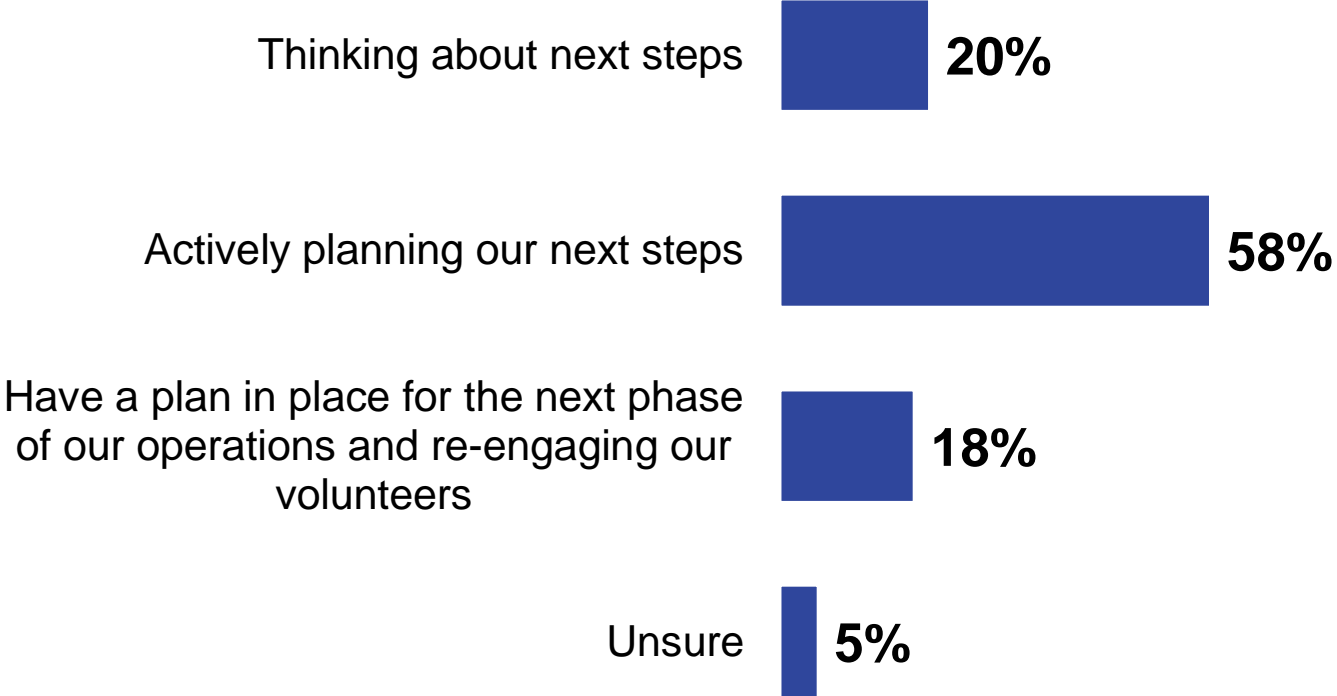 Thinking about next steps
20%
Actively planning our next steps
58%
Have a plan in place for the next phase
of our operations and re-engaging our
volunteers
18%
Unsure
5%